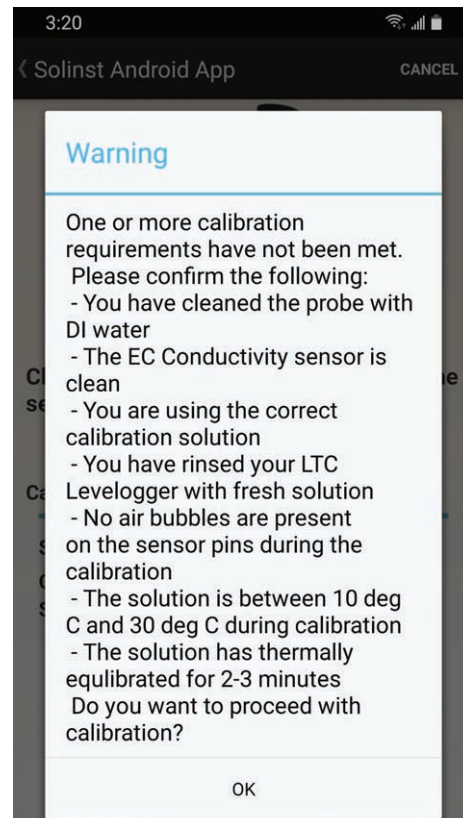 3:20
Solinst Android App
CANCEL
Warning
One or more calibration
requirements have not been met.
Please confirm the following:
- You have cleaned the probe with
DI water
- The EC Conductivity sensor is
clean
- You are using the correct
calibration solution
- You have rinsed your LTC
Levelogger with fresh solution
- No air bubbles are present
on the sensor pins during the
calibration
- The solution is between 10 deg
C and 30 deg C during calibration
- The solution has thermally
equlibrated for 2-3 minutes
Do you want to proceed with
calibration?
OK